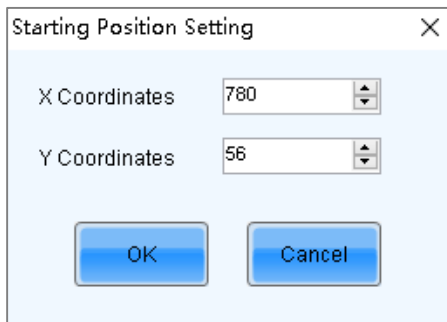 Starting Position Setting
X Coordinates 780
Y Coordinates 56
OK Cancel